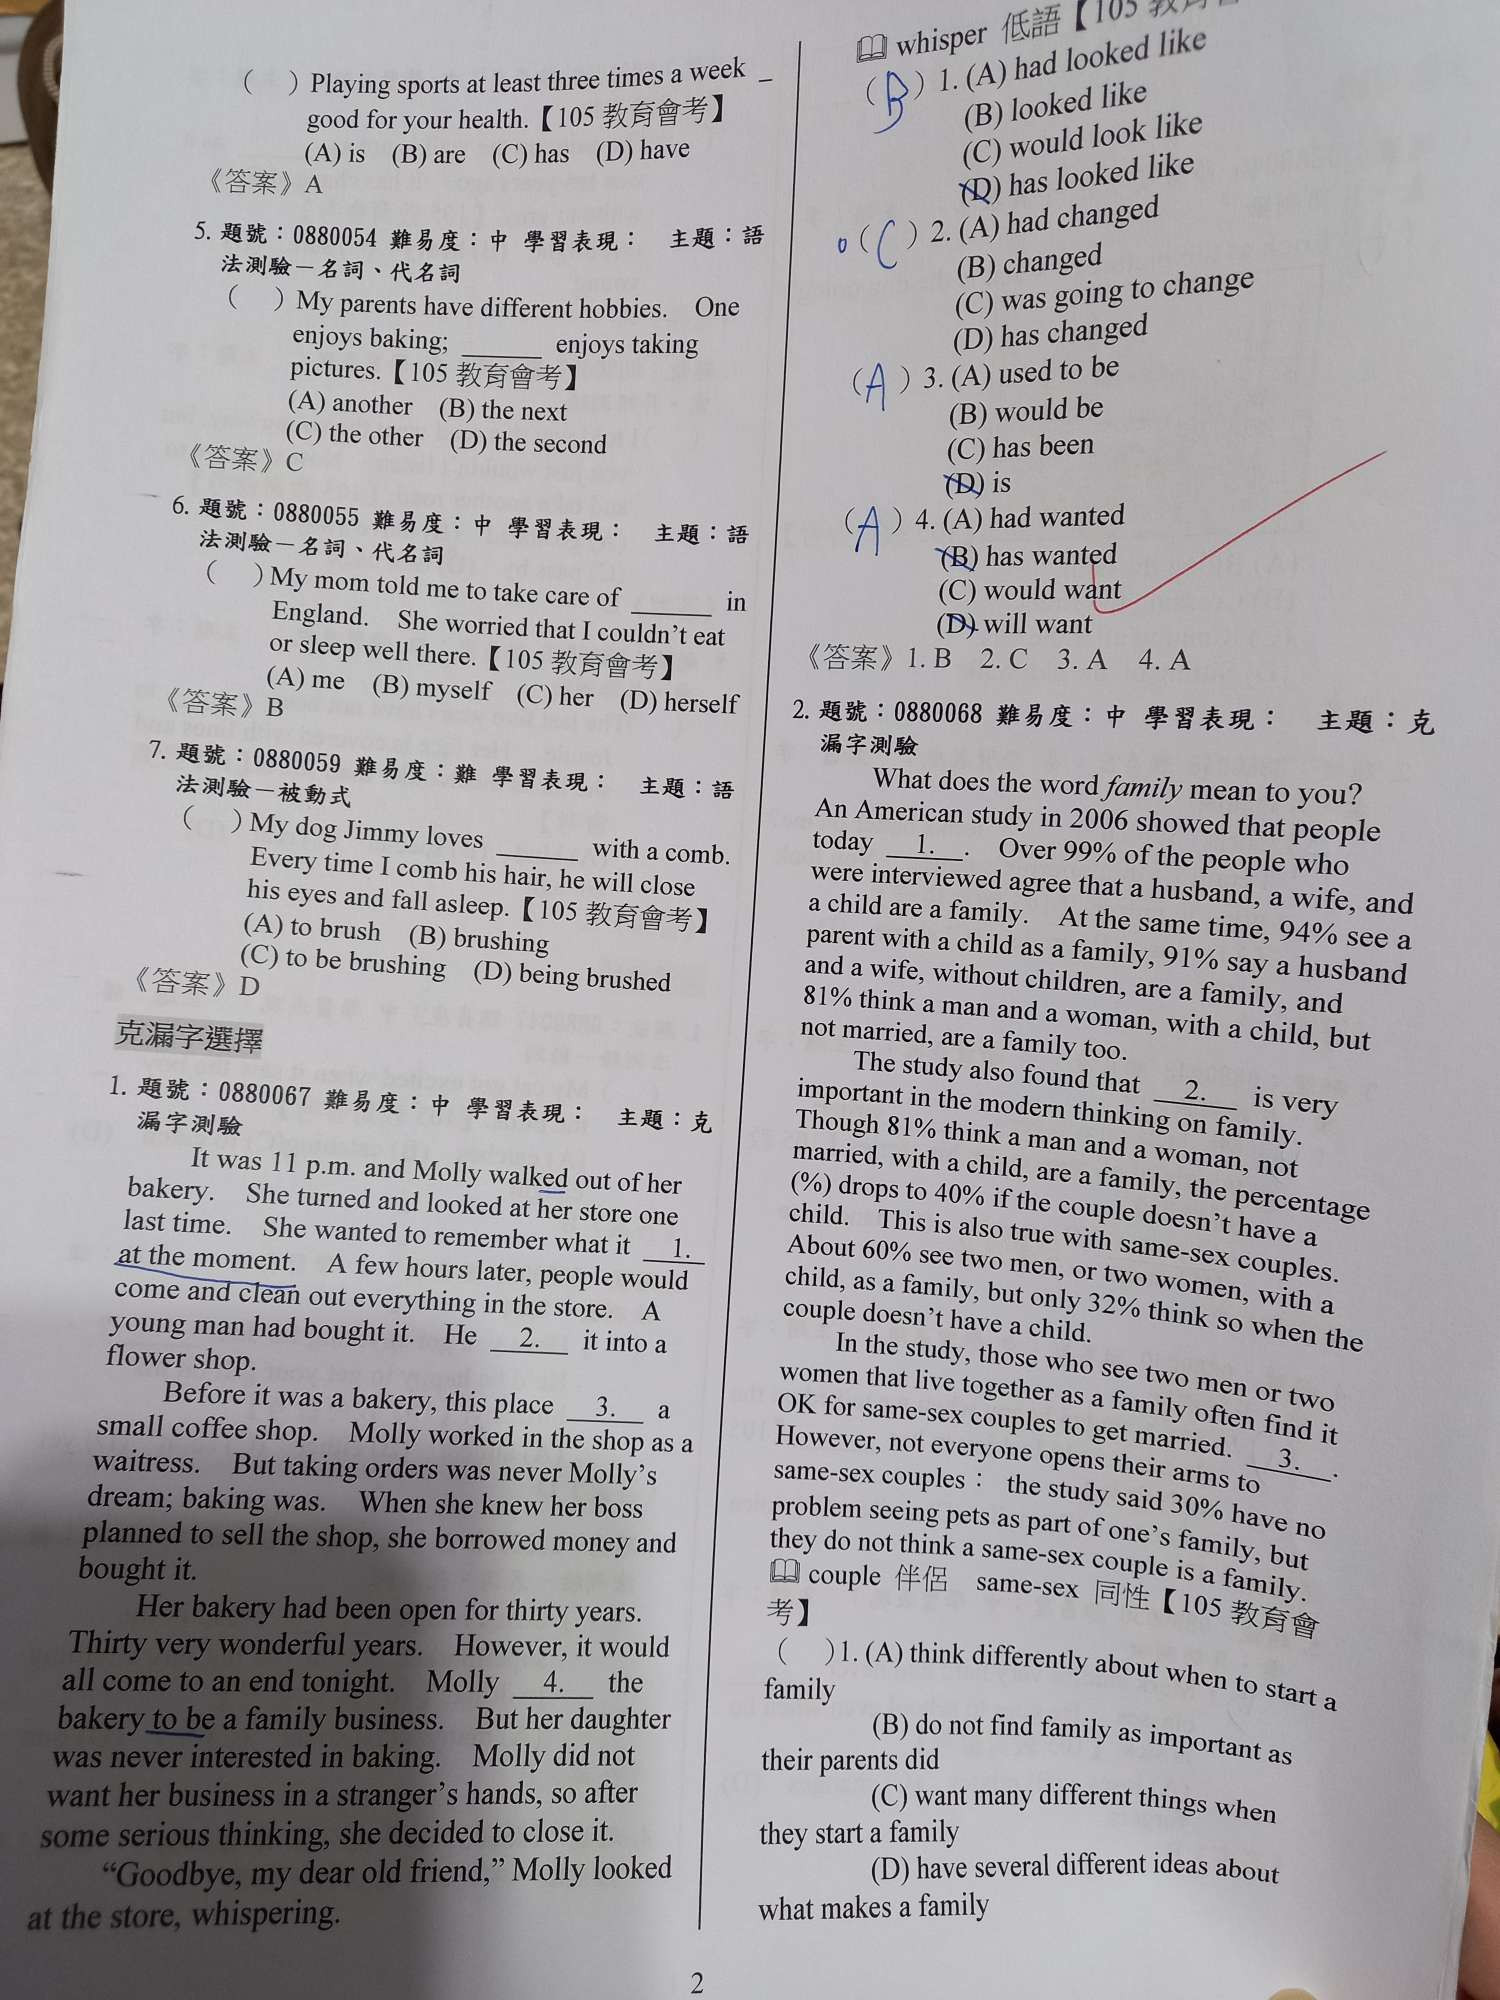 ( ) Playing sports at least three times a week _
good for your health.【105 教育會考】
(A) is (B) are (C) has (D) have
《答案》A
5. 題號：0880054 難易度：中 學習表現： 主題：語
法測驗－名詞、代名詞
( ) My parents have different hobbies. One
enjoys baking; ______ enjoys taking
pictures.【105 教育會考】
(A) another (B) the next
(C) the other (D) the second
《答案》C
6. 題號：0880055 難易度：中 學習表現： 主題：語
法測驗－名詞、代名詞
( ) My mom told me to take care of ______ in
England. She worried that I couldn't eat
or sleep well there.【105 教育會考】
(A) me (B) myself (C) her (D) herself
《答案》B
7. 題號：0880059 難易度：難 學習表現： 主題：語
法測驗－被動式
( ) My dog Jimmy loves ______ with a comb.
Every time I comb his hair, he will close
his eyes and fall asleep.【105 教育會考】
(A) to brush (B) brushing
(C) to be brushing (D) being brushed
《答案》D
克漏字選擇
1. 題號：0880067 難易度：中 學習表現： 主題：克
漏字測驗
It was 11 p.m. and Molly walked out of her
bakery. She turned and looked at her store one
last time. She wanted to remember what it 1.
at the moment. A few hours later, people would
come and clean out everything in the store. A
young man had bought it. He 2. it into a
flower shop.
Before it was a bakery, this place 3. a
small coffee shop. Molly worked in the shop as a
waitress. But taking orders was never Molly's
dream; baking was. When she knew her boss
planned to sell the shop, she borrowed money and
bought it.
Her bakery had been open for thirty years.
Thirty very wonderful years. However, it would
all come to an end tonight. Molly 4. the
bakery to be a family business. But her daughter
was never interested in baking. Molly did not
want her business in a stranger's hands, so after
some serious thinking, she decided to close it.
“Goodbye, my dear old friend,” Molly looked
at the store, whispering.
whisper 低語【105 教育
(B) 1. (A) had looked like
(B) looked like
(C) would look like
(D) has looked like
(C) 2. (A) had changed
(B) changed
(C) was going to change
(D) has changed
(A) 3. (A) used to be
(B) would be
(C) has been
(D) is
(A) 4. (A) had wanted
(B) has wanted
(C) would want
(D) will want
《答案》1. B 2. C 3. A 4. A
2. 題號：0880068 難易度：中 學習表現： 主題：克
漏字測驗
What does the word family mean to you?
An American study in 2006 showed that people
today 1. . Over 99% of the people who
were interviewed agree that a husband, a wife, and
a child are a family. At the same time, 94% see a
parent with a child as a family, 91% say a husband
and a wife, without children, are a family, and
81% think a man and a woman, with a child, but
not married, are a family too.
The study also found that 2. is very
important in the modern thinking on family.
Though 81% think a man and a woman, not
married, with a child, are a family, the percentage
(%) drops to 40% if the couple doesn't have a
child. This is also true with same-sex couples.
About 60% see two men, or two women, with a
child, as a family, but only 32% think so when the
couple doesn't have a child.
In the study, those who see two men or two
women that live together as a family often find it
OK for same-sex couples to get married. 3. .
However, not everyone opens their arms to
same-sex couples： the study said 30% have no
problem seeing pets as part of one's family, but
they do not think a same-sex couple is a family.
couple 伴侶 same-sex 同性【105 教育會
考】
( ) 1. (A) think differently about when to start a
family
(B) do not find family as important as
their parents did
(C) want many different things when
they start a family
(D) have several different ideas about
what makes a family
2